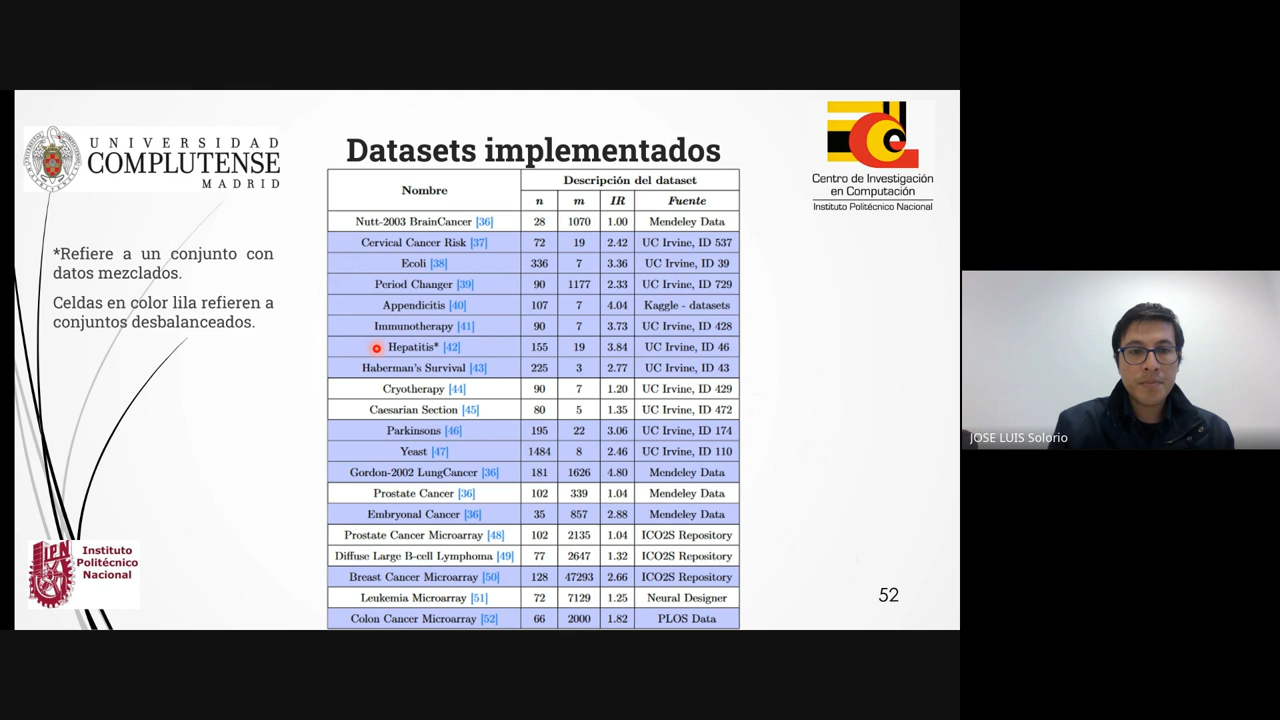 UNIVERSIDAD
COMPLUTENSE
MADRID
Datasets implementados
Centro de Investigación
en Computación
Instituto Politécnico Nacional
*Refiere a un conjunto con
datos mezclados.
Celdas en color lila refieren a
conjuntos desbalanceados.
Nombre Descripción del dataset
n m IR Fuente
Nutt-2003 BrainCancer [36] 28 1070 1.00 Mendeley Data
Cervical Cancer Risk [37] 72 19 2.42 UC Irvine, ID 537
Ecoli [38] 336 7 3.36 UC Irvine, ID 39
Period Changer [39] 90 1177 2.33 UC Irvine, ID 729
Appendicitis [40] 107 7 4.04 Kaggle - datasets
Immunotherapy [41] 90 7 3.73 UC Irvine, ID 428
Hepatitis* [42] 155 19 3.84 UC Irvine, ID 46
Haberman's Survival [43] 225 3 2.77 UC Irvine, ID 43
Cryotherapy [44] 90 7 1.20 UC Irvine, ID 429
Caesarian Section [45] 80 5 1.35 UC Irvine, ID 472
Parkinsons [46] 195 22 3.06 UC Irvine, ID 174
Yeast [47] 1484 8 2.46 UC Irvine, ID 110
Gordon-2002 LungCancer [36] 181 1626 4.80 Mendeley Data
Prostate Cancer [36] 102 339 1.04 Mendeley Data
Embryonal Cancer [36] 35 857 2.88 Mendeley Data
Prostate Cancer Microarray [48] 102 2135 1.04 ICO2S Repository
Diffuse Large B-cell Lymphoma [49] 77 2647 1.32 ICO2S Repository
Breast Cancer Microarray [50] 128 47293 2.66 ICO2S Repository
Leukemia Microarray [51] 72 7129 1.25 Neural Designer
Colon Cancer Microarray [52] 66 2000 1.82 PLOS Data
IPN
Instituto
Politécnico
Nacional
52
JOSE LUIS Solorio